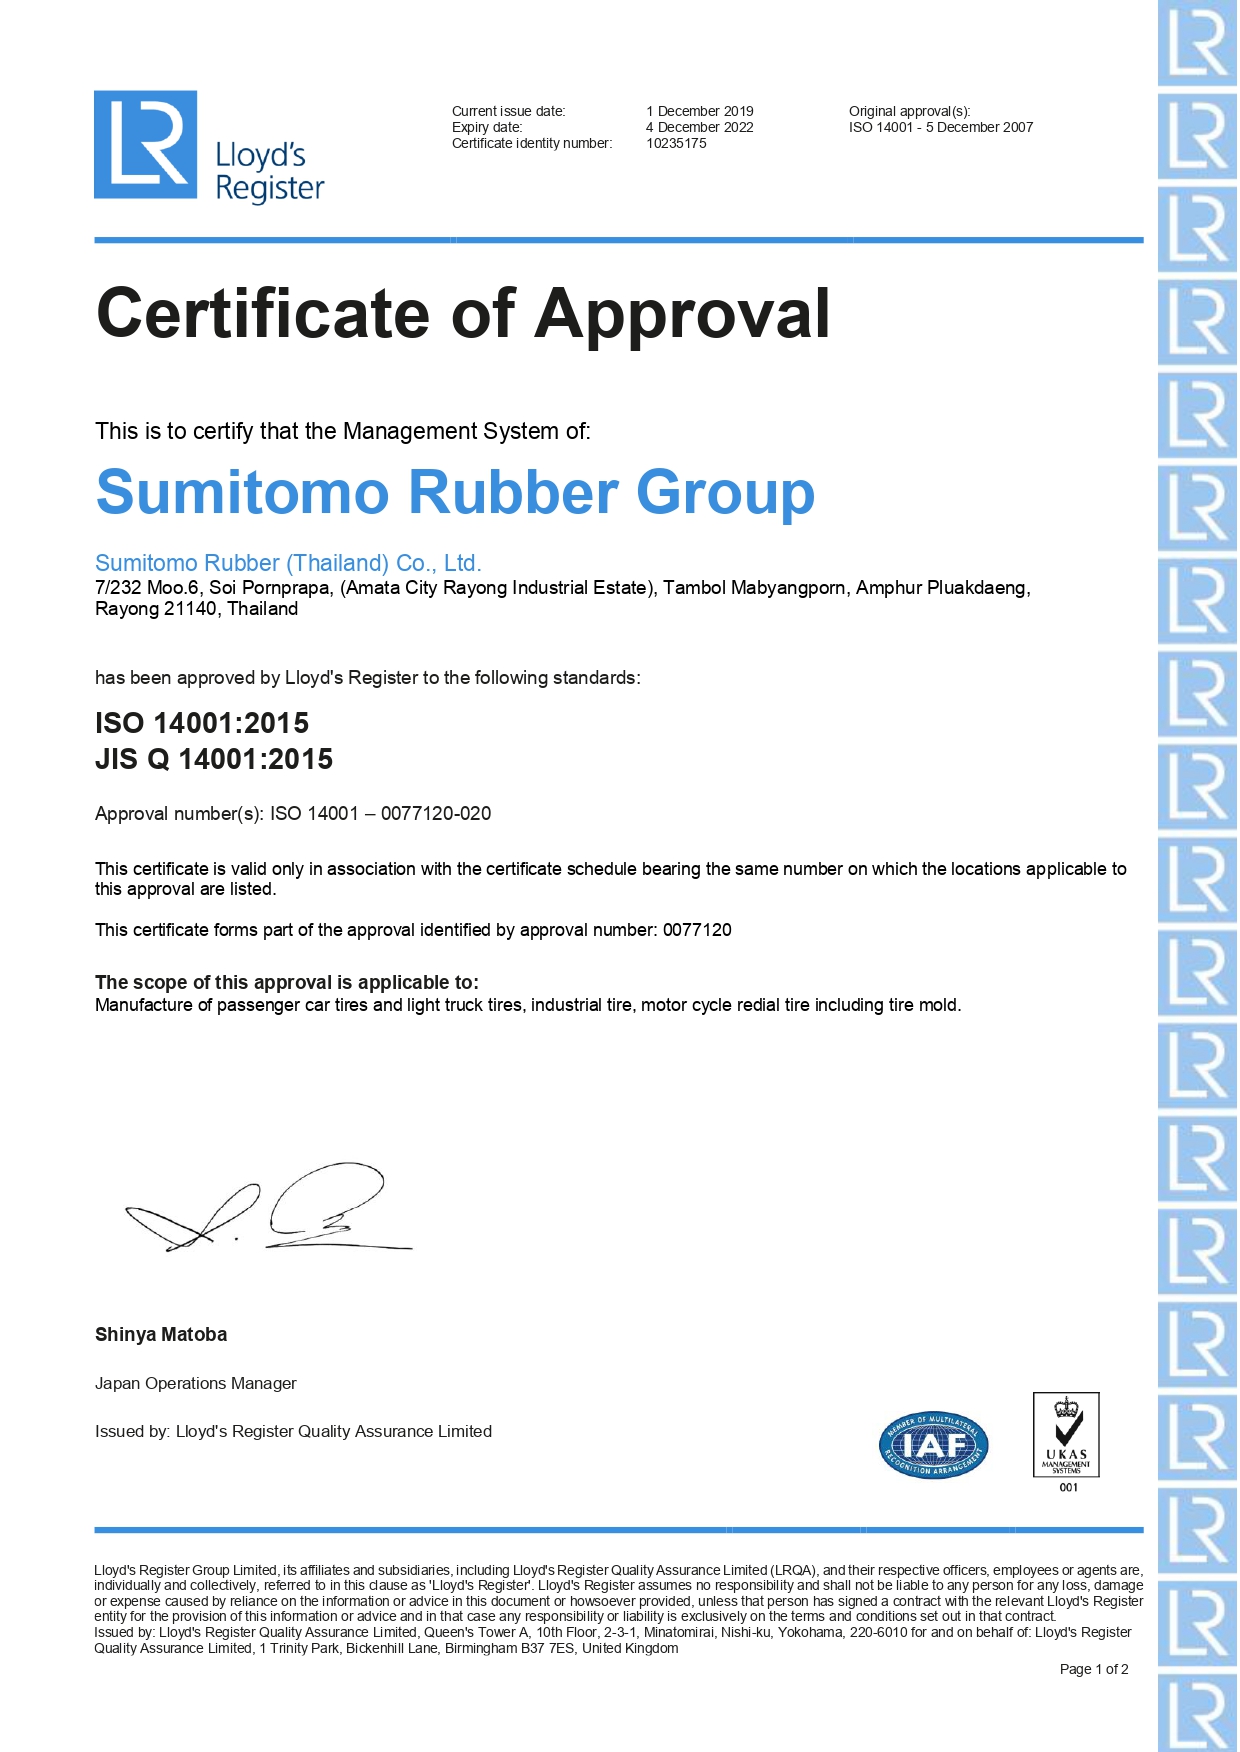 LR
Lloyd's
Register
Current issue date: 1 December 2019
Expiry date: 4 December 2022
Certificate identity number: 10235175
Original approval(s):
ISO 14001 - 5 December 2007
Certificate of Approval
This is to certify that the Management System of:
Sumitomo Rubber Group
Sumitomo Rubber (Thailand) Co., Ltd.
7/232 Moo.6, Soi Pornprapa, (Amata City Rayong Industrial Estate), Tambol Mabyangporn, Amphur Pluakdaeng,
Rayong 21140, Thailand
has been approved by Lloyd's Register to the following standards:
ISO 14001:2015
JIS Q 14001:2015
Approval number(s): ISO 14001 – 0077120-020
This certificate is valid only in association with the certificate schedule bearing the same number on which the locations applicable to
this approval are listed.
This certificate forms part of the approval identified by approval number: 0077120
The scope of this approval is applicable to:
Manufacture of passenger car tires and light truck tires, industrial tire, motor cycle redial tire including tire mold.
Shinya Matoba
Japan Operations Manager
Issued by: Lloyd's Register Quality Assurance Limited
MEMBER OF MULTILATERAL
IAF
RECOGNITION ARRANGEMENT
UKAS
MANAGEMENT
SYSTEMS
001
Lloyd's Register Group Limited, its affiliates and subsidiaries, including Lloyd's Register Quality Assurance Limited (LRQA), and their respective officers, employees or agents are,
individually and collectively, referred to in this clause as 'Lloyd's Register'. Lloyd's Register assumes no responsibility and shall not be liable to any person for any loss, damage
or expense caused by reliance on the information or advice in this document or howsoever provided, unless that person has signed a contract with the relevant Lloyd's Register
entity for the provision of this information or advice and in that case any responsibility or liability is exclusively on the terms and conditions set out in that contract.
Issued by: Lloyd's Register Quality Assurance Limited, Queen's Tower A, 10th Floor, 2-3-1, Minatomirai, Nishi-ku, Yokohama, 220-6010 for and on behalf of: Lloyd's Register
Quality Assurance Limited, 1 Trinity Park, Bickenhill Lane, Birmingham B37 7ES, United Kingdom
Page 1 of 2